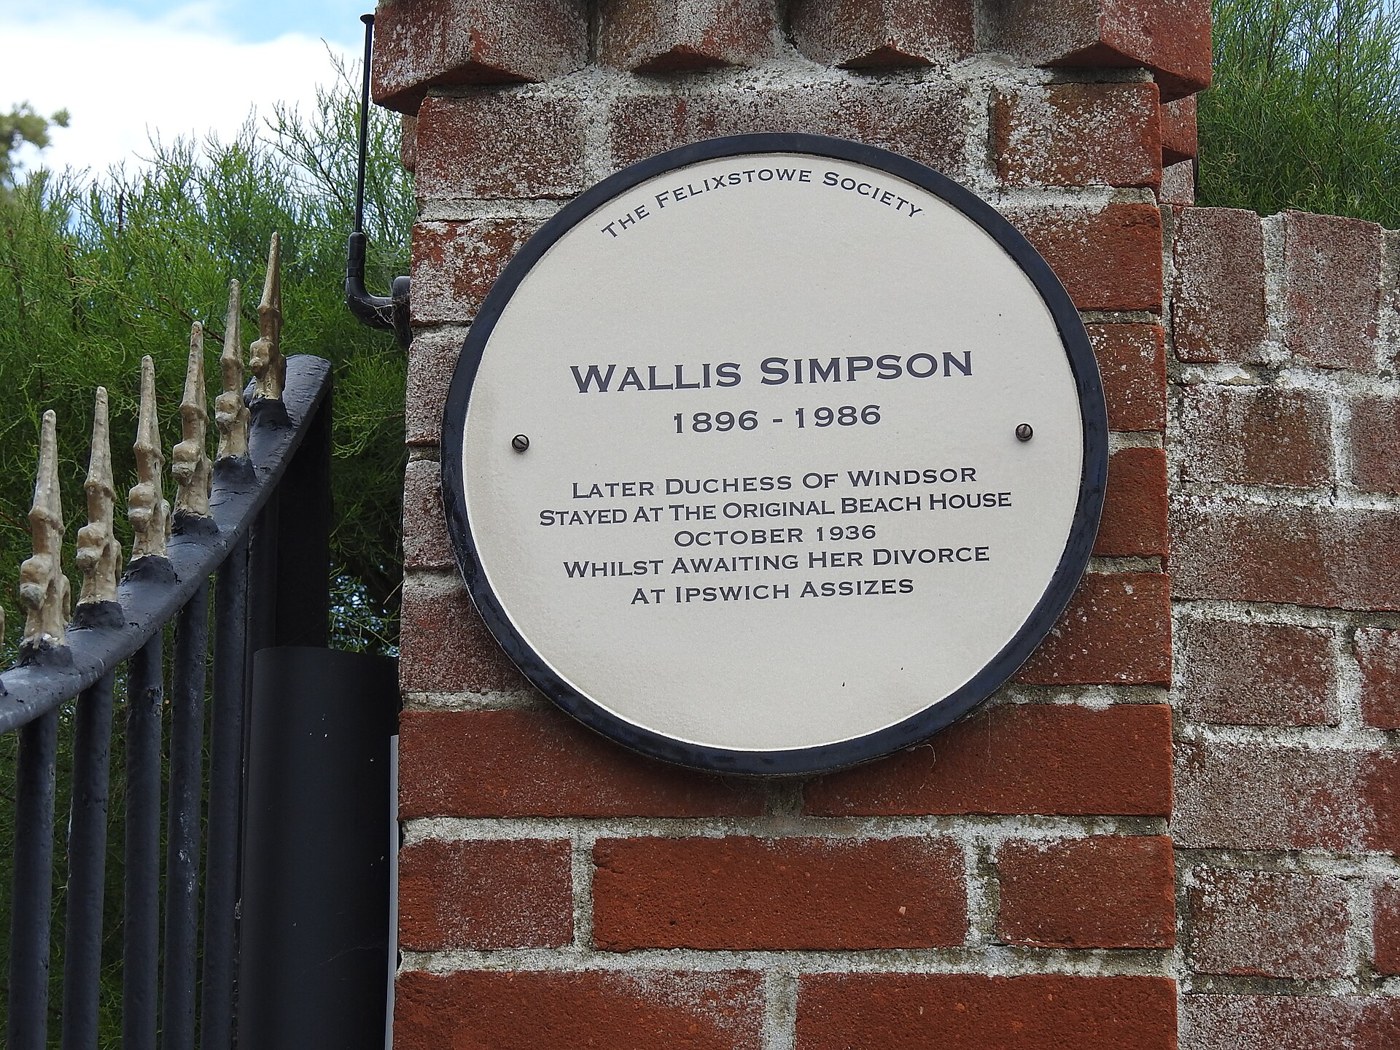 THE FELIXSTOWE SOCIETY
WALLIS SIMPSON
1896 - 1986
LATER DUCHESS OF WINDSOR
STAYED AT THE ORIGINAL BEACH HOUSE
OCTOBER 1936
WHILST AWAITING HER DIVORCE
AT IPSWICH ASSIZES